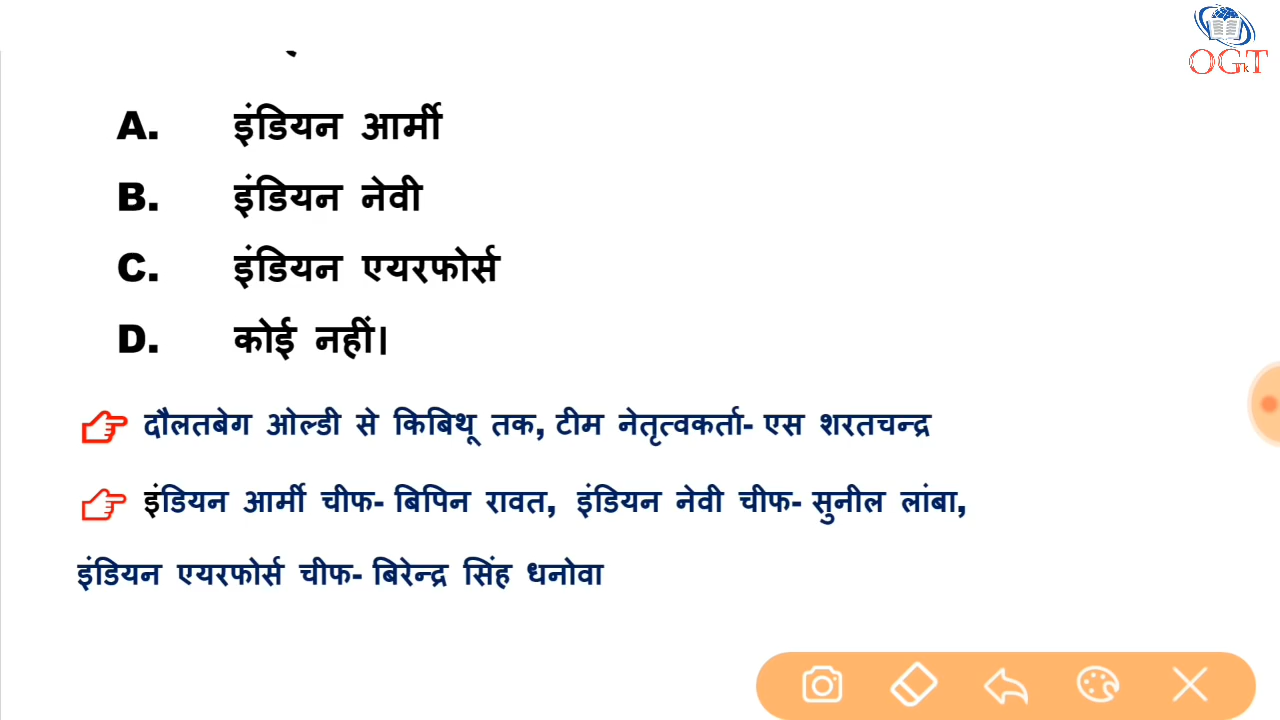 OGT
Tk
A. इंडियन आर्मी
B. इंडियन नेवी
C. इंडियन एयरफोर्स
D. कोई नहीं।
दौलतबेग ओल्डी से किबिथू तक, टीम नेतृत्वकर्ता- एस शरतचन्द्र
इंडियन आर्मी चीफ- बिपिन रावत, इंडियन नेवी चीफ- सुनील लांबा,
इंडियन एयरफोर्स चीफ- बिरेन्द्र सिंह धनोवा